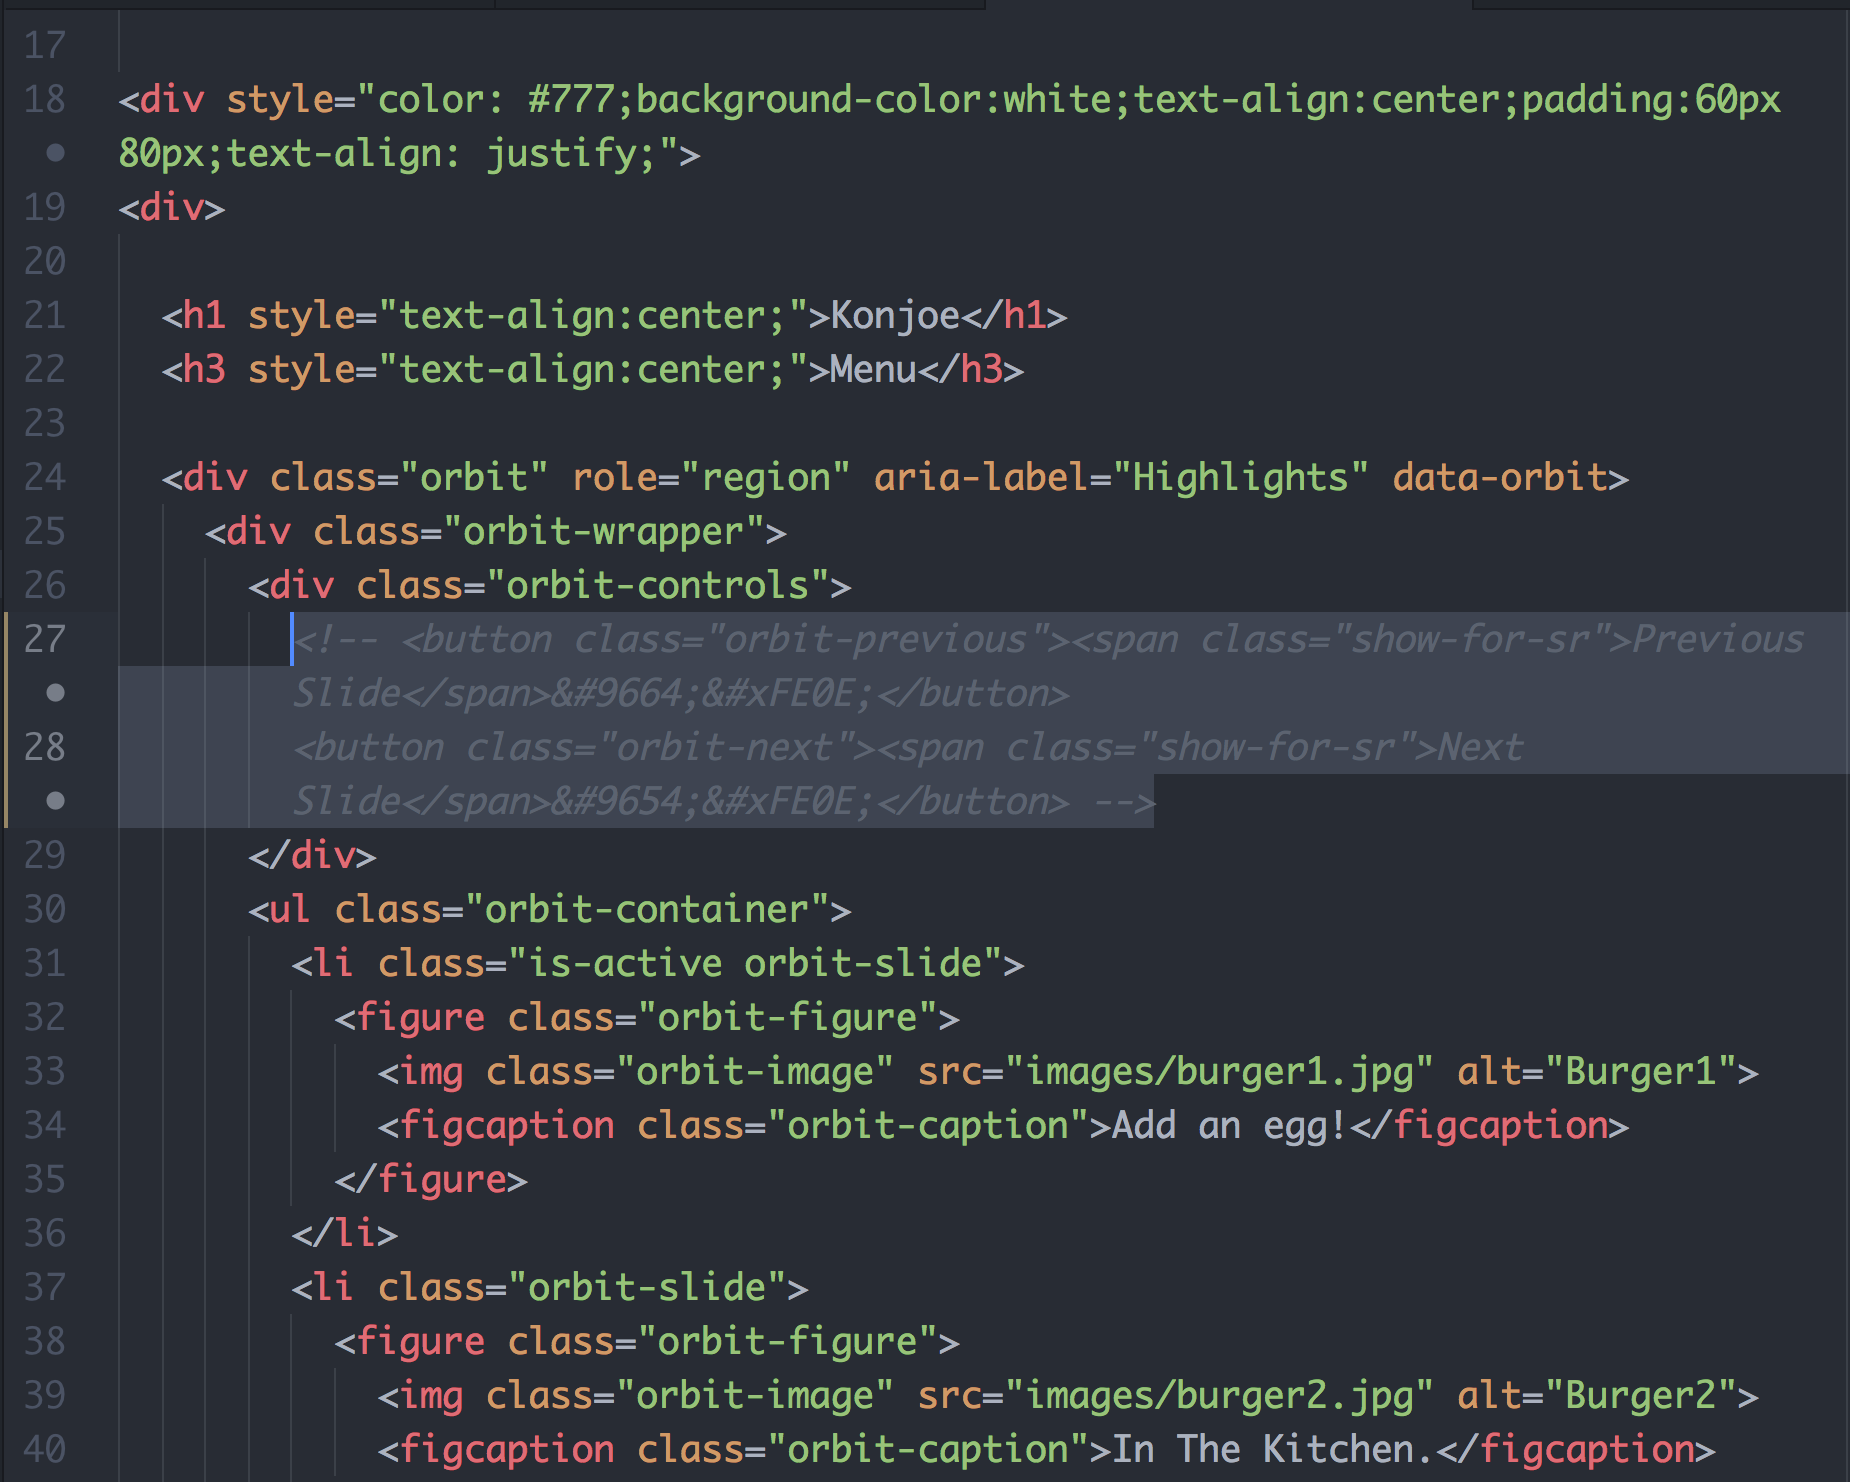 17
18 <div style="color: #777;background-color:white;text-align:center;padding:60px
• 80px;text-align: justify;">
19 <div>
20
21 <h1 style="text-align:center;">Konjoe</h1>
22 <h3 style="text-align:center;">Menu</h3>
23
24 <div class="orbit" role="region" aria-label="Highlights" data-orbit>
25 <div class="orbit-wrapper">
26 <div class="orbit-controls">
27 <!-- <button class="orbit-previous"><span class="show-for-sr">Previous
• Slide</span>&#9664;&#xFE0E;</button>
28 <button class="orbit-next"><span class="show-for-sr">Next
• Slide</span>&#9654;&#xFE0E;</button> -->
29 </div>
30 <ul class="orbit-container">
31 <li class="is-active orbit-slide">
32 <figure class="orbit-figure">
33 <img class="orbit-image" src="images/burger1.jpg" alt="Burger1">
34 <figcaption class="orbit-caption">Add an egg!</figcaption>
35 </figure>
36 </li>
37 <li class="orbit-slide">
38 <figure class="orbit-figure">
39 <img class="orbit-image" src="images/burger2.jpg" alt="Burger2">
40 <figcaption class="orbit-caption">In The Kitchen.</figcaption>